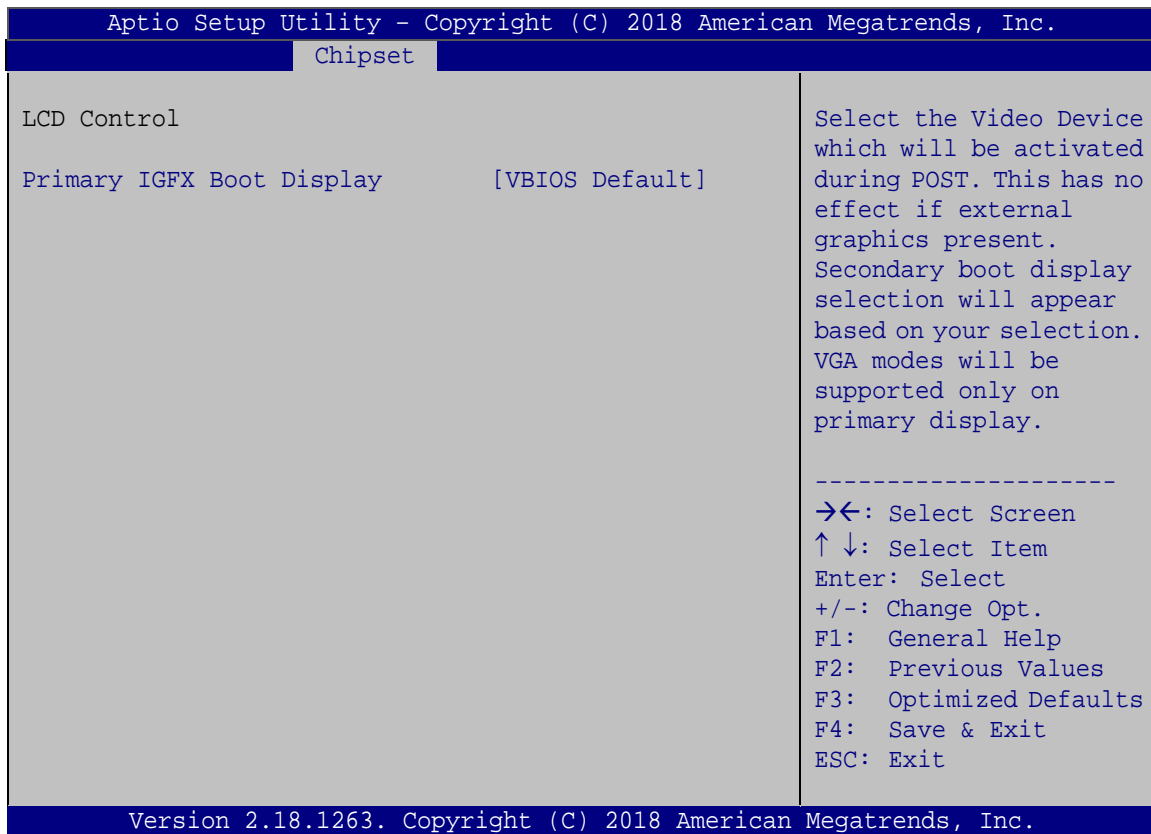 Aptio Setup Utility – Copyright (C) 2018 American Megatrends, Inc.
Chipset
LCD Control
Primary IGFX Boot Display [VBIOS Default]
Select the Video Device
which will be activated
during POST. This has no
effect if external
graphics present.
Secondary boot display
selection will appear
based on your selection.
VGA modes will be
supported only on
primary display.
---------------------
→←: Select Screen
↑ ↓: Select Item
Enter: Select
+/-: Change Opt.
F1: General Help
F2: Previous Values
F3: Optimized Defaults
F4: Save & Exit
ESC: Exit
Version 2.18.1263. Copyright (C) 2018 American Megatrends, Inc.